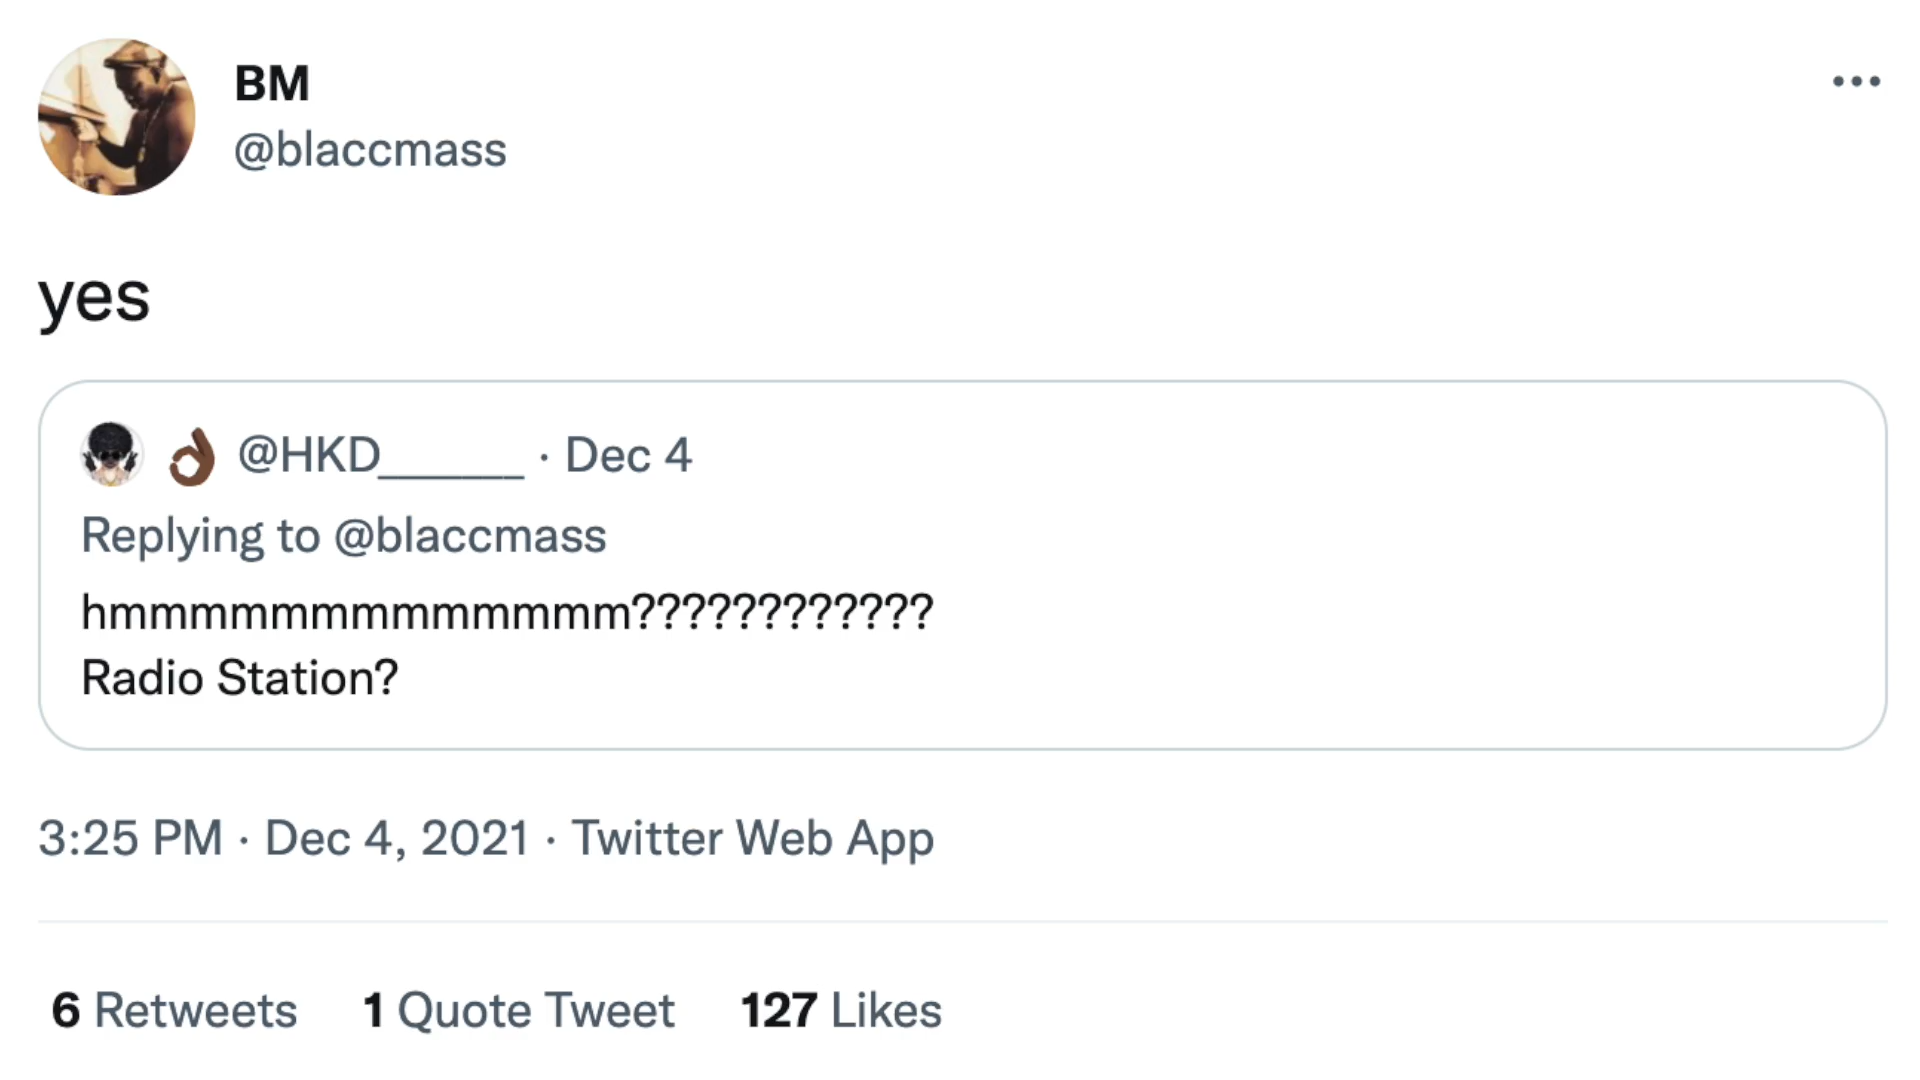 BM
@blaccmass
yes
👌🏿 @HKD______ · Dec 4
Replying to @blaccmass
hmmmmmmmmmmmmm????????????
Radio Station?
3:25 PM · Dec 4, 2021 · Twitter Web App
6 Retweets 1 Quote Tweet 127 Likes